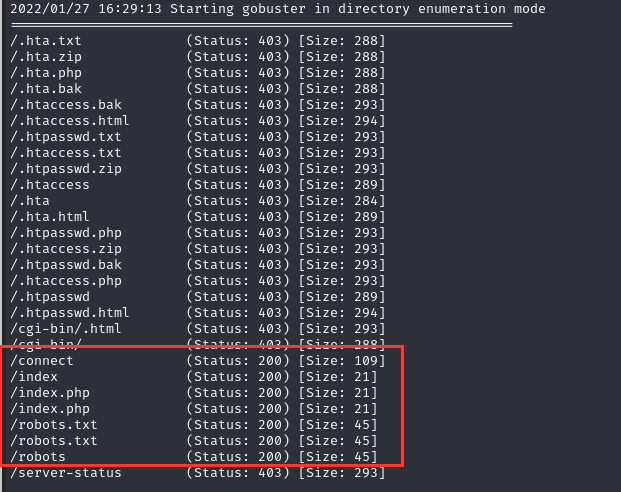 2022/01/27 16:29:13 Starting gobuster in directory enumeration mode
===============================================================
/.hta.txt (Status: 403) [Size: 288]
/.hta.zip (Status: 403) [Size: 288]
/.hta.php (Status: 403) [Size: 288]
/.hta.bak (Status: 403) [Size: 288]
/.htaccess.bak (Status: 403) [Size: 293]
/.htaccess.html (Status: 403) [Size: 294]
/.htpasswd.txt (Status: 403) [Size: 293]
/.htaccess.txt (Status: 403) [Size: 293]
/.htpasswd.zip (Status: 403) [Size: 293]
/.htaccess (Status: 403) [Size: 289]
/.hta (Status: 403) [Size: 284]
/.hta.html (Status: 403) [Size: 289]
/.htpasswd.php (Status: 403) [Size: 293]
/.htaccess.zip (Status: 403) [Size: 293]
/.htpasswd.bak (Status: 403) [Size: 293]
/.htaccess.php (Status: 403) [Size: 293]
/.htpasswd (Status: 403) [Size: 289]
/.htpasswd.html (Status: 403) [Size: 294]
/cgi-bin/.html (Status: 403) [Size: 293]
/cgi-bin/ (Status: 403) [Size: 288]
/connect (Status: 200) [Size: 109]
/index (Status: 200) [Size: 21]
/index.php (Status: 200) [Size: 21]
/index.php (Status: 200) [Size: 21]
/robots.txt (Status: 200) [Size: 45]
/robots.txt (Status: 200) [Size: 45]
/robots (Status: 200) [Size: 45]
/server-status (Status: 403) [Size: 293]